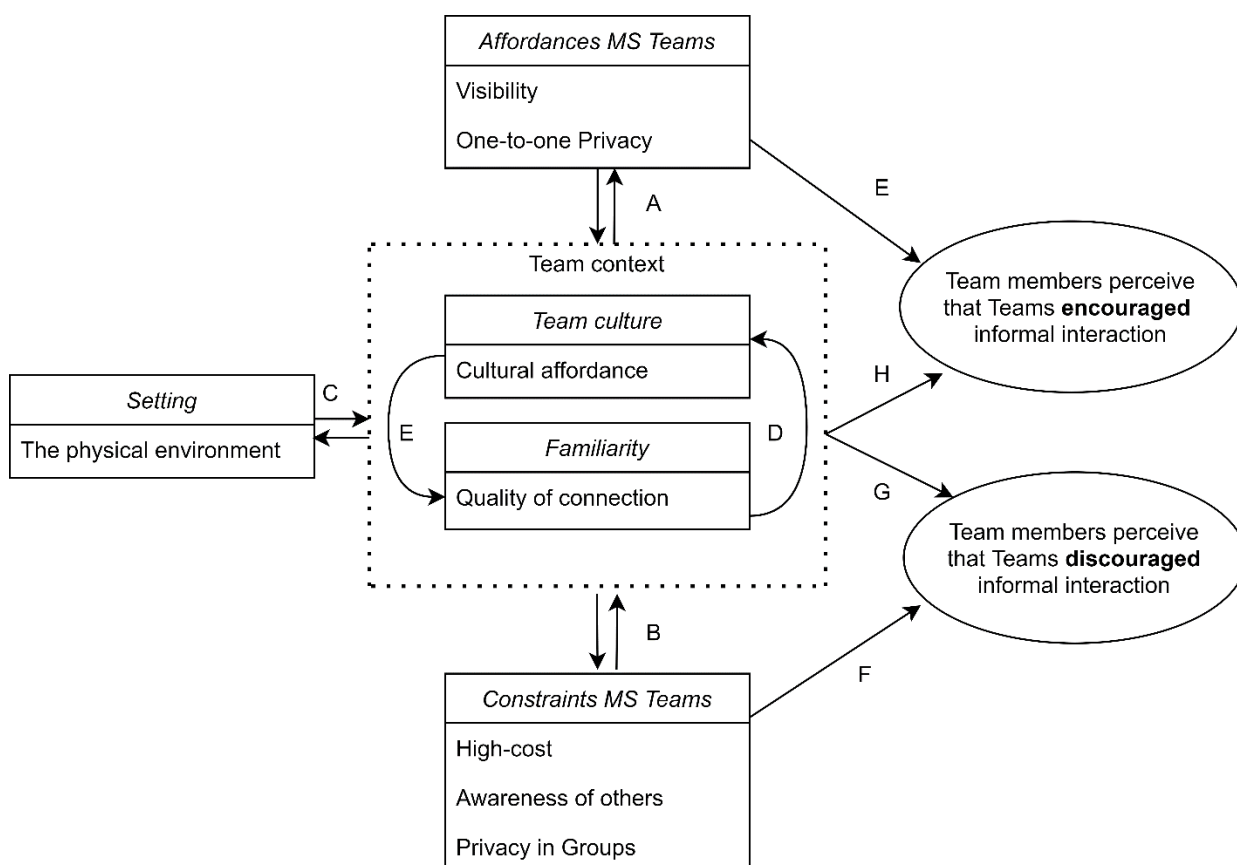 Affordances MS Teams
Visibility
One-to-one Privacy
A
E
Team context
Team members perceive
that Teams encouraged
informal interaction
Team culture
Cultural affordance
H
Setting
C
The physical environment
E
D
Familiarity
Quality of connection
G
Team members perceive
that Teams discouraged
informal interaction
B
F
Constraints MS Teams
High-cost
Awareness of others
Privacy in Groups